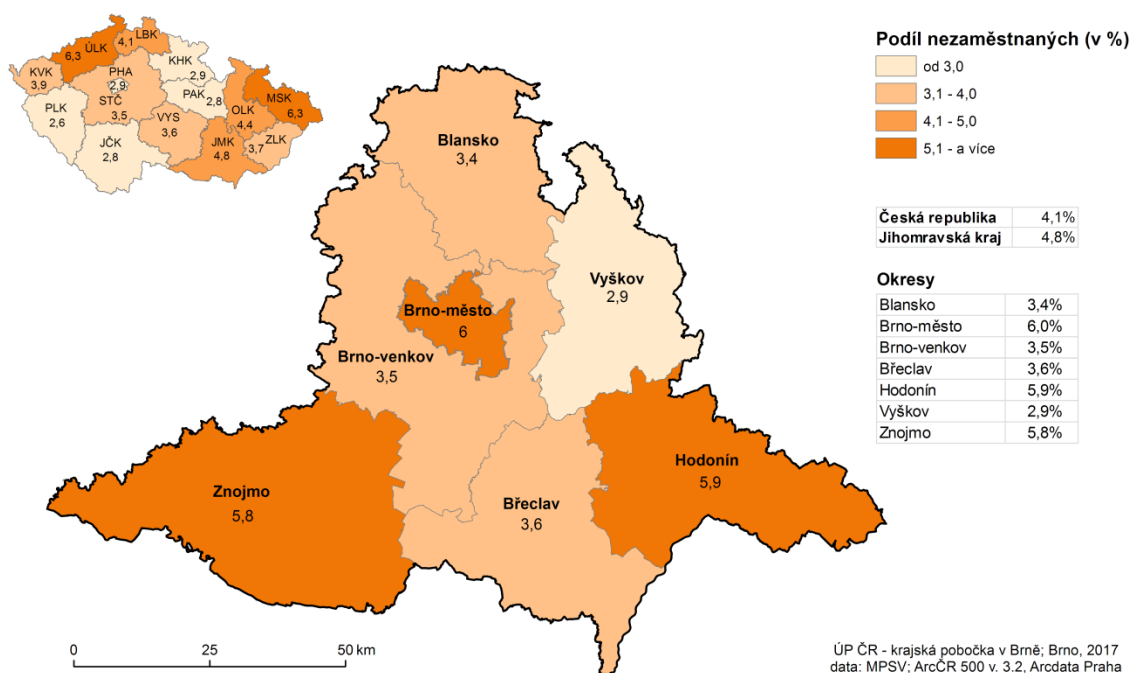 ÚLK
6,3
LBK
4,1
KHK
2,9
KVK
3,9
PHA
2,9
STČ
3,5
PAK
2,8
PLK
2,6
VYS
3,6
OLK
4,4
MSK
6,3
JČK
2,8
JMK
4,8
ZLK
3,7
Blansko
3,4
Vyškov
2,9
Brno-město
6
Brno-venkov
3,5
Znojmo
5,8
Břeclav
3,6
Hodonín
5,9
Podíl nezaměstnaných (v %)
od 3,0
3,1 - 4,0
4,1 - 5,0
5,1 - a více
Česká republika 4,1%
Jihomravská kraj 4,8%
Okresy
Blansko 3,4%
Brno-město 6,0%
Brno-venkov 3,5%
Břeclav 3,6%
Hodonín 5,9%
Vyškov 2,9%
Znojmo 5,8%
0 25 50 km
ÚP ČR - krajská pobočka v Brně; Brno, 2017
data: MPSV; ArcČR 500 v. 3.2, Arcdata Praha